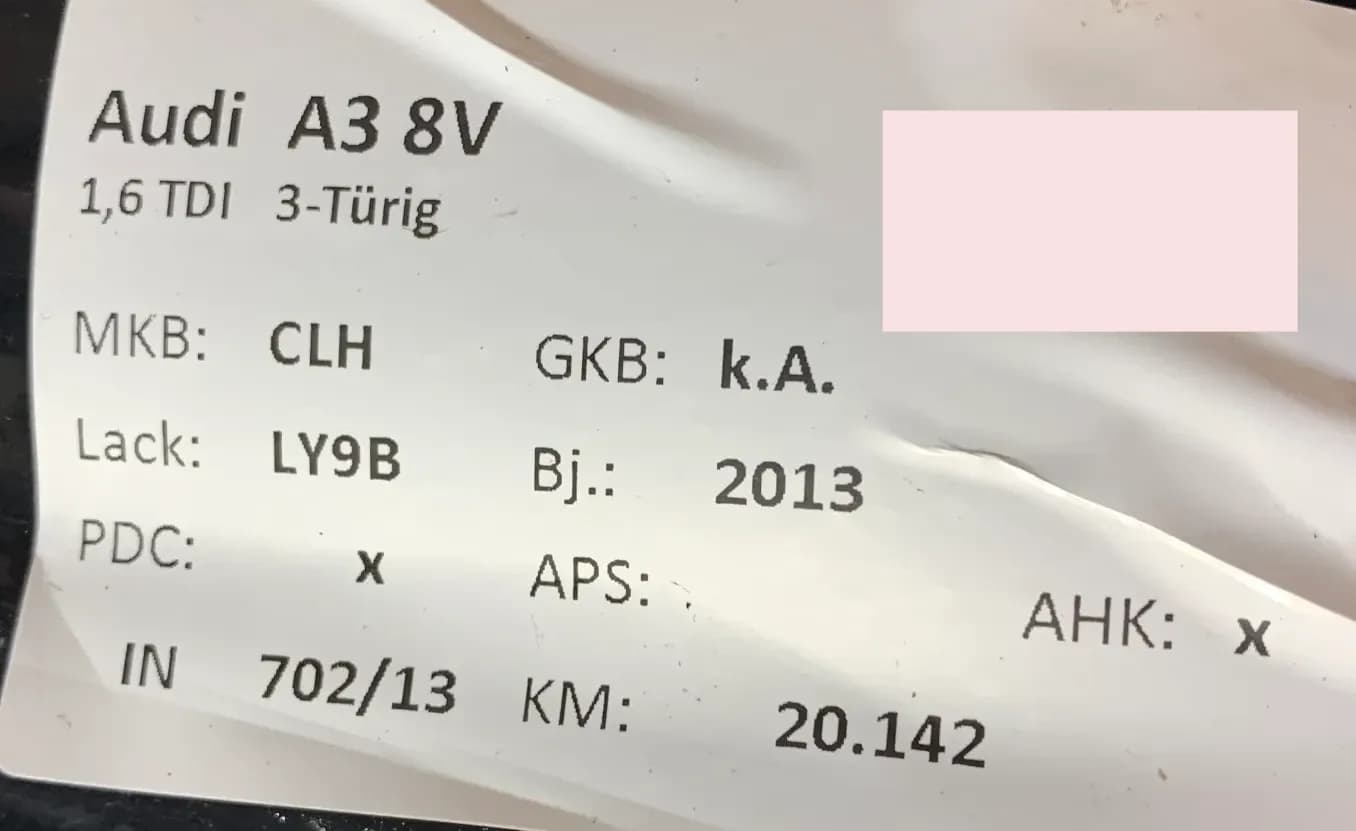 Audi A3 8V
1,6 TDI 3-Türig
MKB: CLH GKB: k.A.
Lack: LY9B Bj.: 2013
PDC: x APS: AHK: x
IN 702/13 KM: 20.142